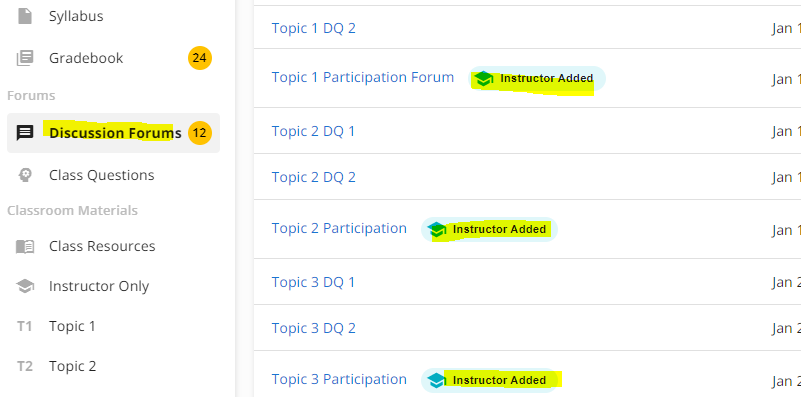 Syllabus
Gradebook 24
Forums
Discussion Forums 12
Class Questions
Classroom Materials
Class Resources
Instructor Only
T1 Topic 1
T2 Topic 2
Topic 1 DQ 2 Jan 1
Topic 1 Participation Forum Instructor Added Jan 1
Topic 2 DQ 1 Jan 1
Topic 2 DQ 2 Jan 1
Topic 2 Participation Instructor Added Jan 1
Topic 3 DQ 1 Jan 2
Topic 3 DQ 2 Jan 2
Topic 3 Participation Instructor Added Jan 2